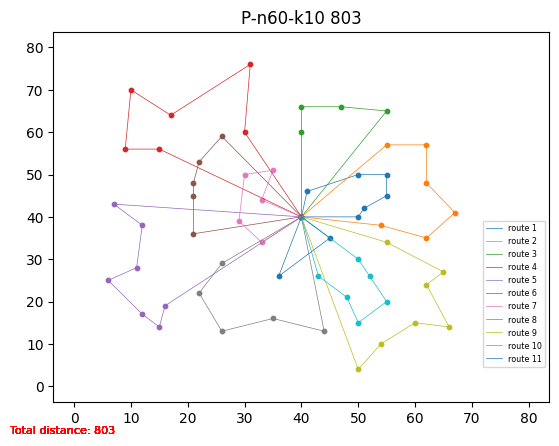 P-n60-k10 803
80
70
60
50
40
30
20
10
0
0 10 20 30 40 50 60 70 80
route 1
route 2
route 3
route 4
route 5
route 6
route 7
route 8
route 9
route 10
route 11
Total distance: 803